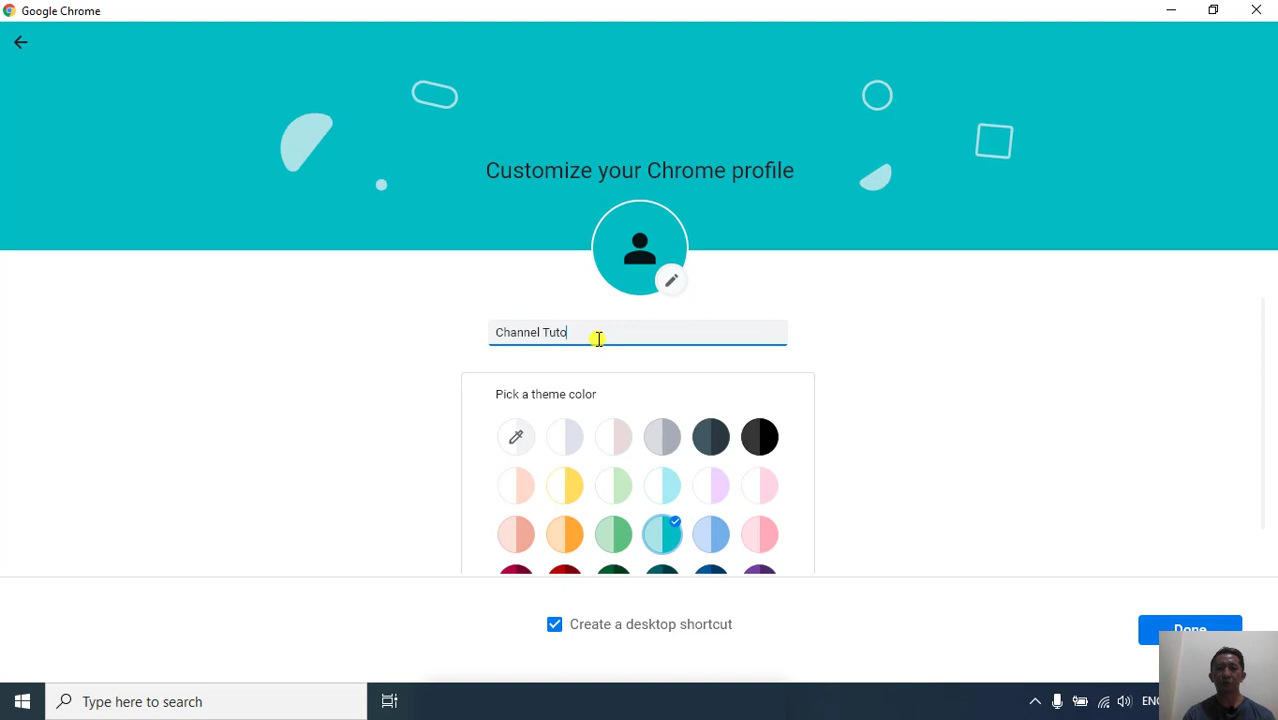 Google Chrome
Customize your Chrome profile
Channel Tuto
Pick a theme color
Create a desktop shortcut
Done
Type here to search
ENG